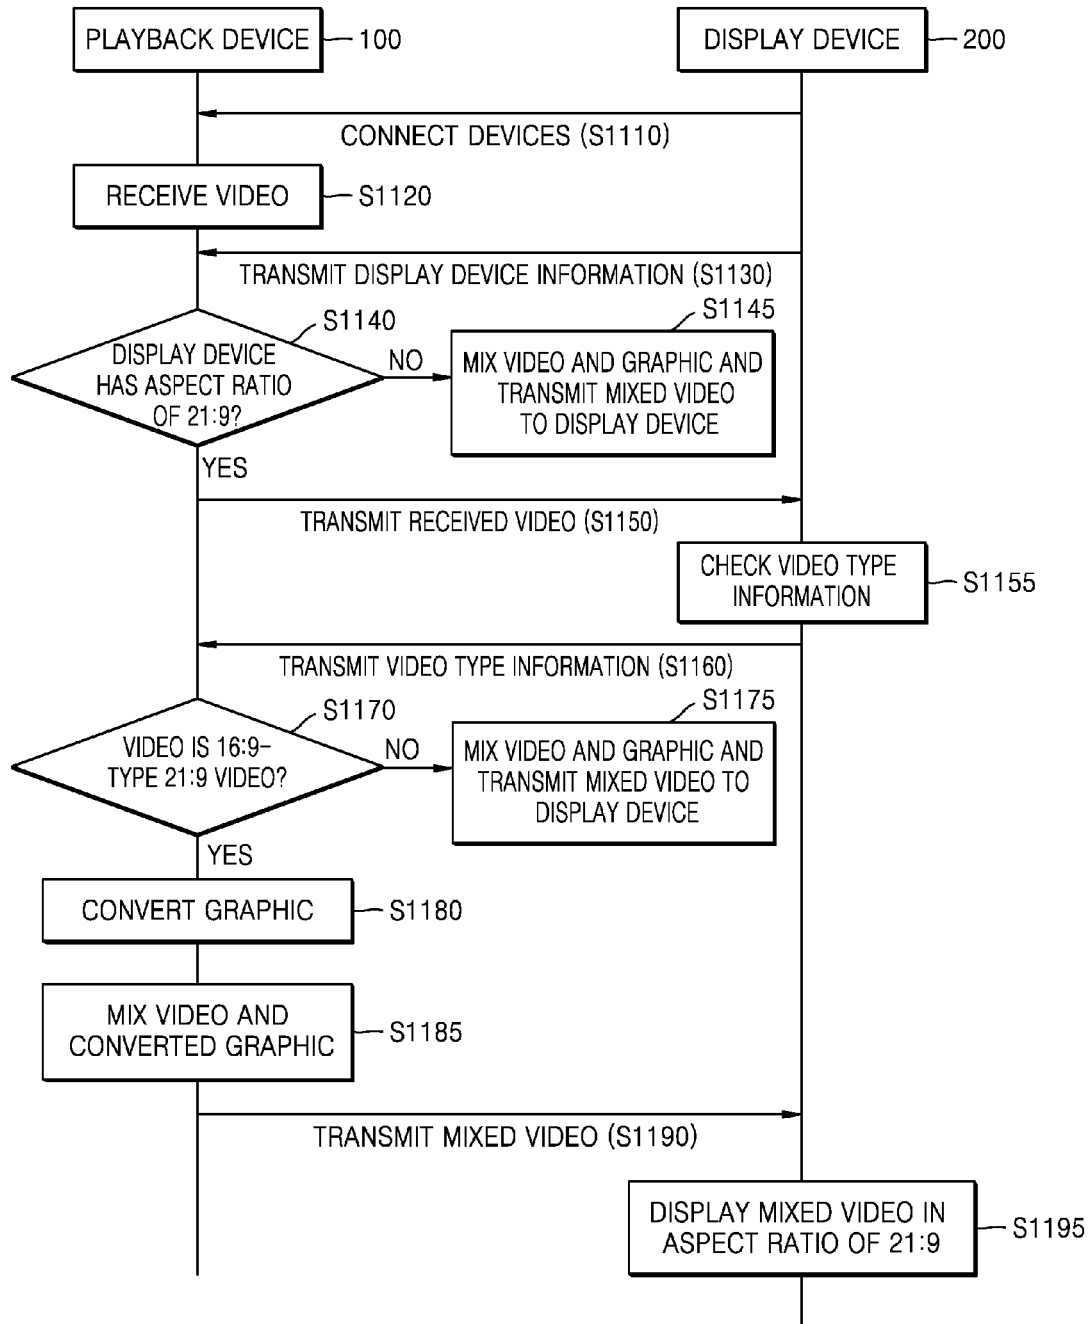 PLAYBACK DEVICE
100
DISPLAY DEVICE
200
CONNECT DEVICES (S1110)
RECEIVE VIDEO
S1120
TRANSMIT DISPLAY DEVICE INFORMATION (S1130)
S1140
DISPLAY DEVICE
HAS ASPECT RATIO
OF 21:9?
NO
S1145
MIX VIDEO AND GRAPHIC AND
TRANSMIT MIXED VIDEO
TO DISPLAY DEVICE
YES
TRANSMIT RECEIVED VIDEO (S1150)
CHECK VIDEO TYPE
INFORMATION
S1155
TRANSMIT VIDEO TYPE INFORMATION (S1160)
S1170
VIDEO IS 16:9-
TYPE 21:9 VIDEO?
NO
S1175
MIX VIDEO AND GRAPHIC AND
TRANSMIT MIXED VIDEO TO
DISPLAY DEVICE
YES
CONVERT GRAPHIC
S1180
MIX VIDEO AND
CONVERTED GRAPHIC
S1185
TRANSMIT MIXED VIDEO (S1190)
DISPLAY MIXED VIDEO IN
ASPECT RATIO OF 21:9
S1195